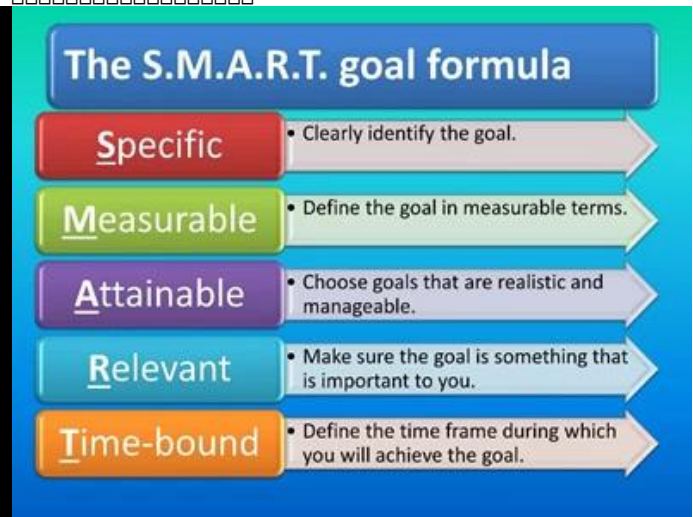 The S.M.A.R.T. goal formula
Specific
• Clearly identify the goal.
Measurable
• Define the goal in measurable terms.
Attainable
• Choose goals that are realistic and
manageable.
Relevant
• Make sure the goal is something that
is important to you.
Time-bound
• Define the time frame during which
you will achieve the goal.